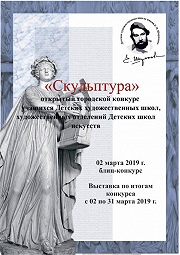 «Скульптура»
открытый городской конкурс
учащихся Детских художественных школ,
художественных отделений Детских школ
искусств
02 марта 2019 г.
блиц-конкурс
Выставка по итогам
конкурса
с 02 по 31 марта 2019 г.